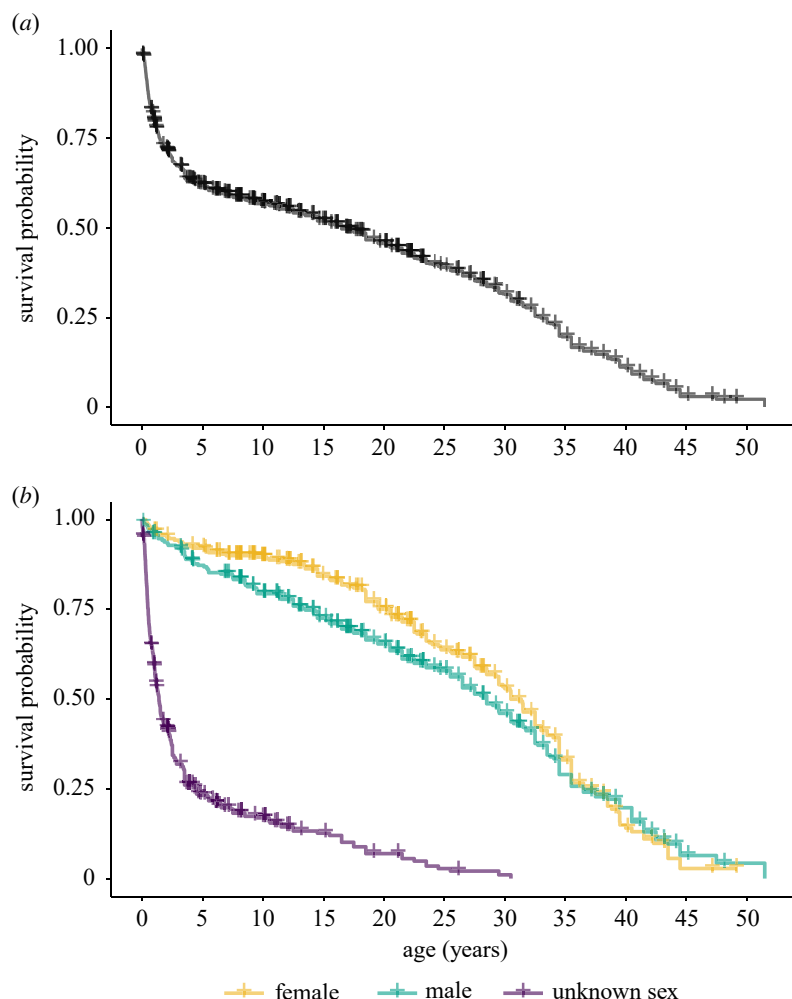 (a)
1.00
0.75
0.50
0.25
0
survival probability
0 5 10 15 20 25 30 35 40 45 50
(b)
1.00
0.75
0.50
0.25
0
survival probability
0 5 10 15 20 25 30 35 40 45 50
age (years)
female male unknown sex